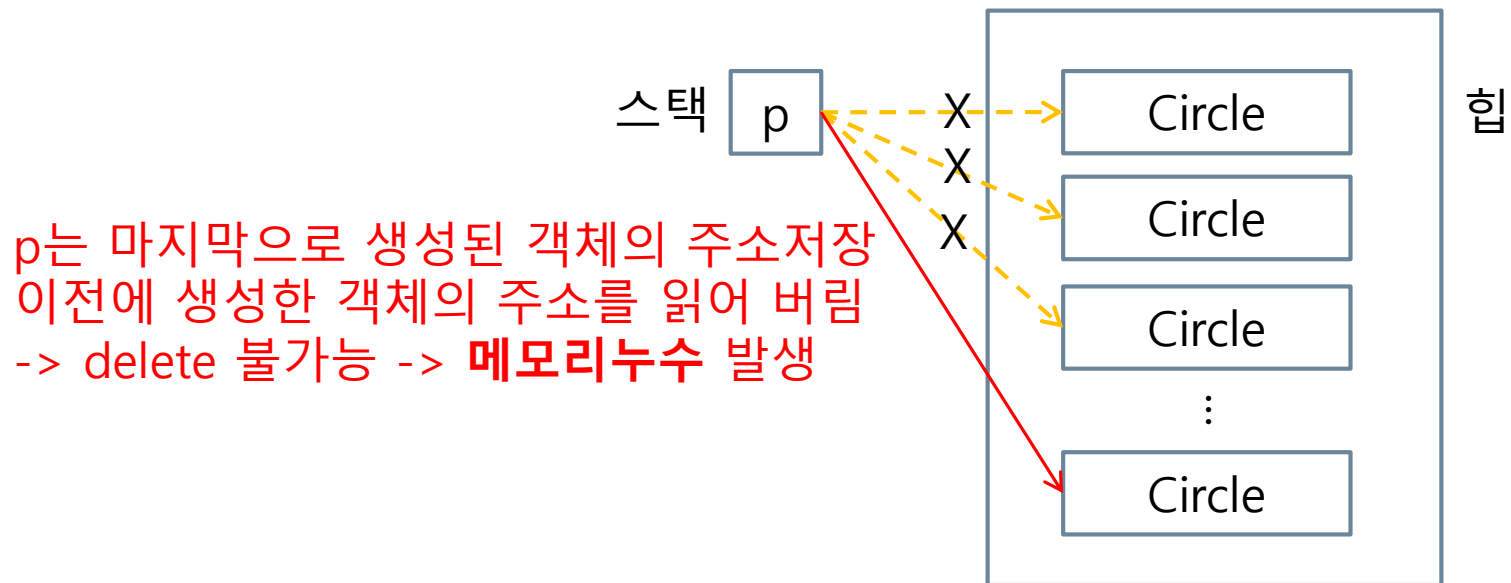 스택
p
X
X
X
Circle
힙
Circle
Circle
⋮
Circle
p는 마지막으로 생성된 객체의 주소저장
이전에 생성한 객체의 주소를 읽어 버림
-> delete 불가능 -> 메모리누수 발생